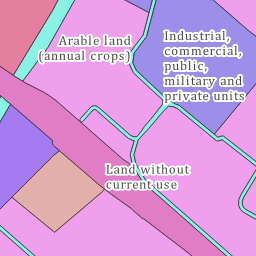 Arable land
(annual crops)
Industrial,
commercial,
public,
military and
private units
Land without
current use